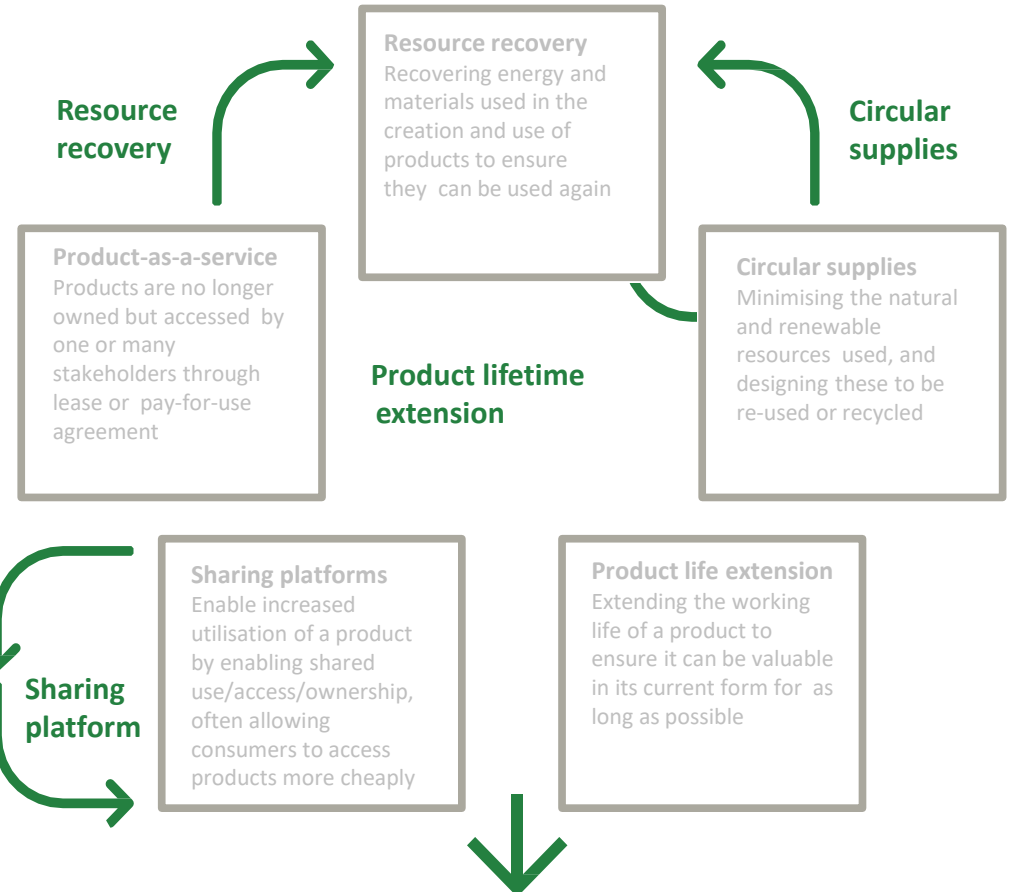 Resource recovery
Recovering energy and
materials used in the
creation and use of
products to ensure
they can be used again
Resource
recovery
Circular
supplies
Product-as-a-service
Products are no longer
owned but accessed by
one or many
stakeholders through
lease or pay-for-use
agreement
Circular supplies
Minimising the natural
and renewable
resources used, and
designing these to be
re-used or recycled
Product lifetime
extension
Sharing platforms
Enable increased
utilisation of a product
by enabling shared
use/access/ownership,
often allowing
consumers to access
products more cheaply
Product life extension
Extending the working
life of a product to
ensure it can be valuable
in its current form for as
long as possible
Sharing
platform